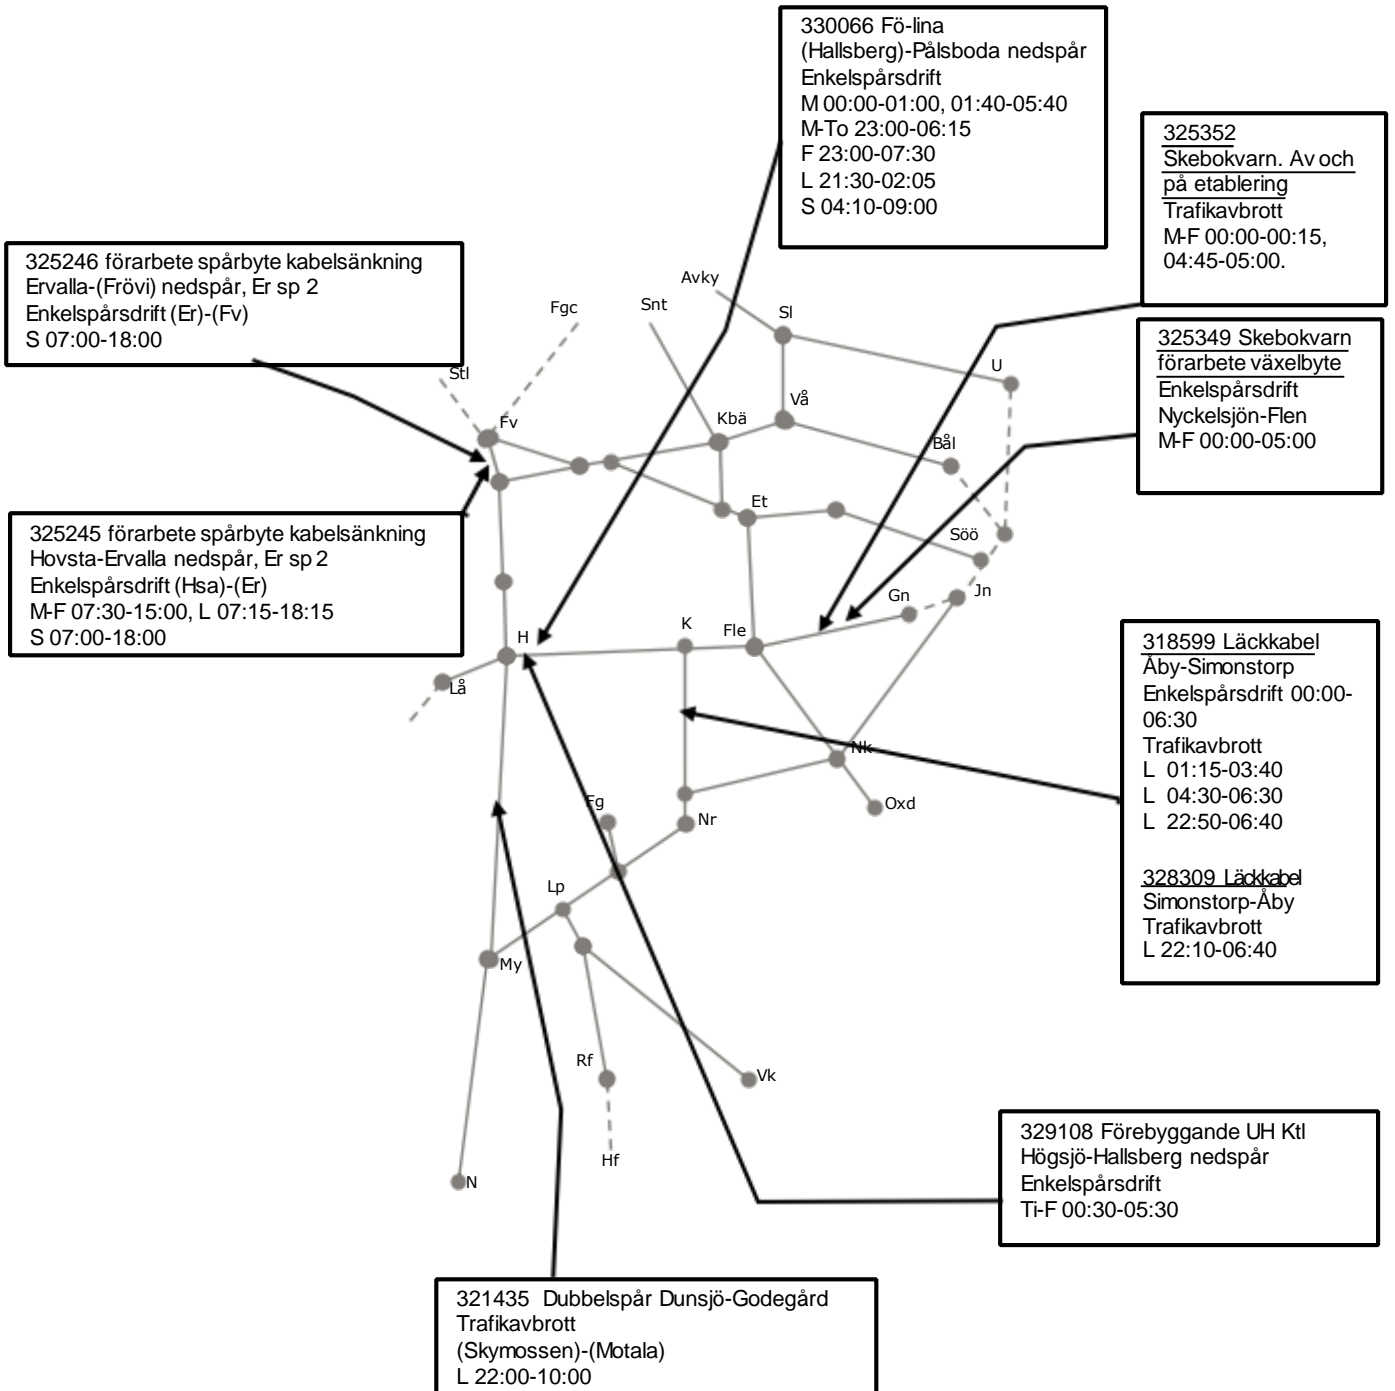 330066 Fö-lina
(Hallsberg)-Pålsboda nedspår
Enkelspårsdrift
M 00:00-01:00, 01:40-05:40
M-To 23:00-06:15
F 23:00-07:30
L 21:30-02:05
S 04:10-09:00
325352
Skebokvarn. Av och
på etablering
Trafikavbrott
M-F 00:00-00:15,
04:45-05:00.
325246 förarbete spårbyte kabelsänkning
Ervalla-(Frövi) nedspår, Er sp 2
Enkelspårsdrift (Er)-(Fv)
S 07:00-18:00
325349 Skebokvarn
förarbete växelbyte
Enkelspårsdrift
Nyckelsjön-Flen
M-F 00:00-05:00
325245 förarbete spårbyte kabelsänkning
Hovsta-Ervalla nedspår, Er sp 2
Enkelspårsdrift (Hsa)-(Er)
M-F 07:30-15:00, L 07:15-18:15
S 07:00-18:00
Avky
Fgc
Snt
Sl
U
Stl
Vå
Fv
Kbä
Bål
Et
Söö
Jn
Gn
K
Fle
H
Lå
Nk
Oxd
Fg
Nr
Lp
My
Rf
Vk
Hf
N
318599 Läckkabel
Åby-Simonstorp
Enkelspårsdrift 00:00-
06:30
Trafikavbrott
L 01:15-03:40
L 04:30-06:30
L 22:50-06:40
328309 Läckkabel
Simonstorp-Åby
Trafikavbrott
L 22:10-06:40
329108 Förebyggande UH Ktl
Högsjö-Hallsberg nedspår
Enkelspårsdrift
Ti-F 00:30-05:30
321435 Dubbelspår Dunsjö-Godegård
Trafikavbrott
(Skymossen)-(Motala)
L 22:00-10:00